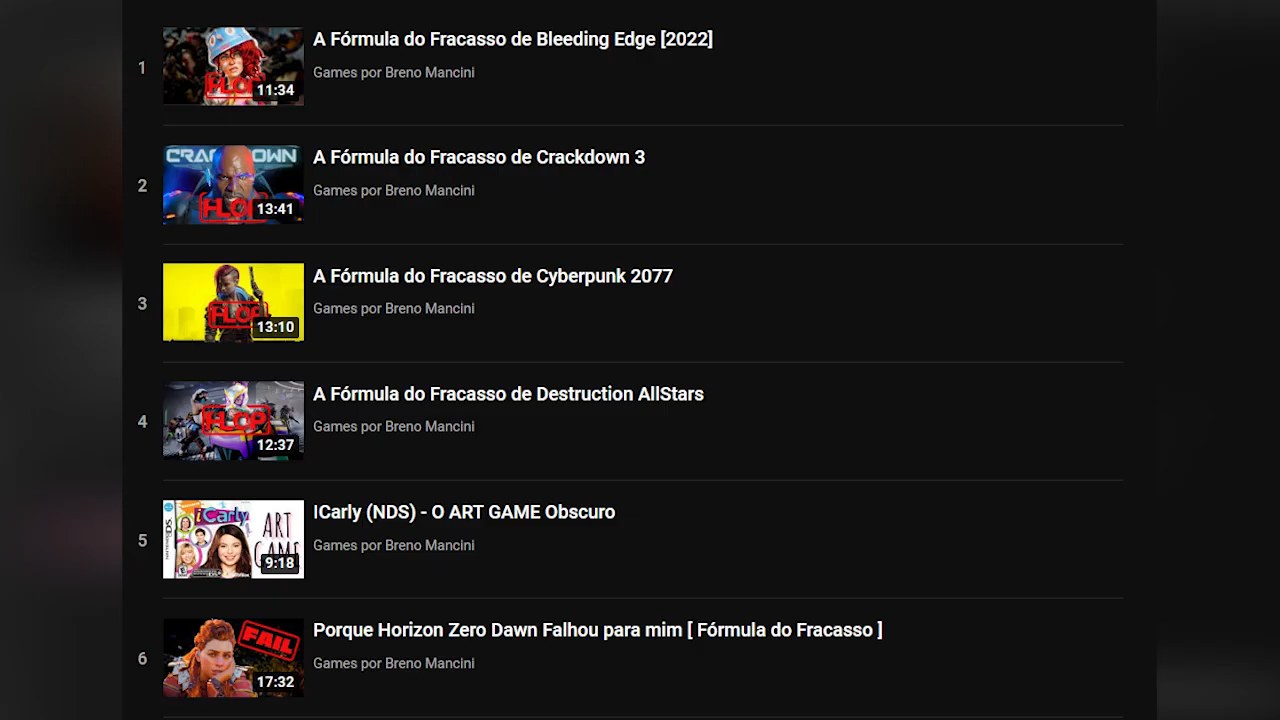 1
FLOP
11:34
A Fórmula do Fracasso de Bleeding Edge [2022]
Games por Breno Mancini
2
13:41
A Fórmula do Fracasso de Crackdown 3
Games por Breno Mancini
3
FLOP
13:10
A Fórmula do Fracasso de Cyberpunk 2077
Games por Breno Mancini
4
FLOP
12:37
A Fórmula do Fracasso de Destruction AllStars
Games por Breno Mancini
5
iCarly
ART
9:18
ICarly (NDS) - O ART GAME Obscuro
Games por Breno Mancini
6
FAIL
17:32
Porque Horizon Zero Dawn Falhou para mim [ Fórmula do Fracasso ]
Games por Breno Mancini